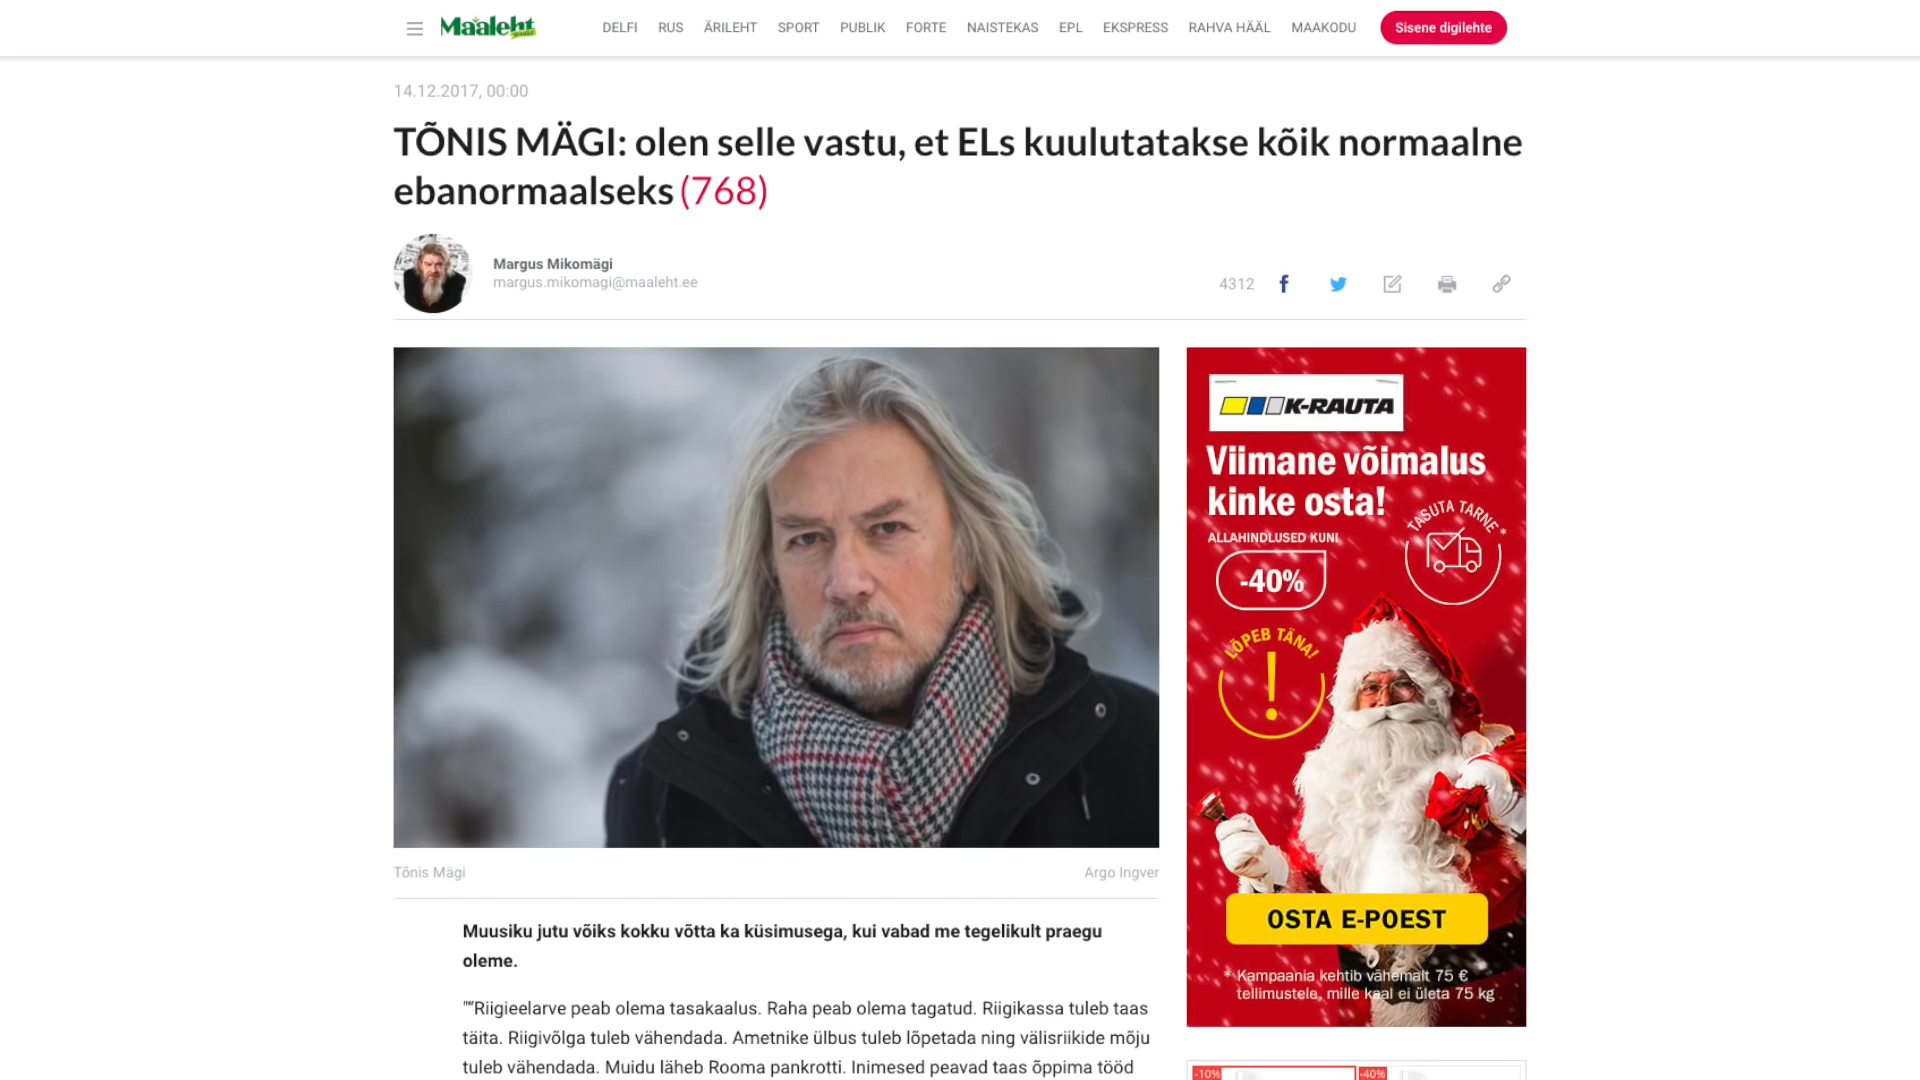 Maaleht
DELFI RUS ÄRILEHT SPORT PUBLIK FORTE NAISTEKAS EPL EKSPRESS RAHVA HÄÄL MAAKODU Sisene digilehte
14.12.2017, 00:00
TÕNIS MÄGI: olen selle vastu, et ELs kuulutatakse kõik normaalne
ebanormaalseks (768)
Margus Mikomägi
margus.mikomagi@maaleht.ee
4312
Tõnis Mägi
Argo Ingver
Muusiku jutu võiks kokku võtta ka küsimusega, kui vabad me tegelikult praegu
oleme.
"“Riigieelarve peab olema tasakaalus. Raha peab olema tagatud. Riigikassa tuleb taas
täita. Riigivõlga tuleb vähendada. Ametnike ülbus tuleb lõpetada ning välisriikide mõju
tuleb vähendada. Muidu läheb Rooma pankrotti. Inimesed peavad taas õppima tööd
K-RAUTA
Viimane võimalus
kinke osta!
ALLAHINDLUSED KUNI
-40%
TASUTA TARNE *
LÕPEB TÄNA!
OSTA E-POEST
* Kampaania kehtib vähemalt 75 €
tellimustele, mille kaal ei ületa 75 kg
-10%
-40%